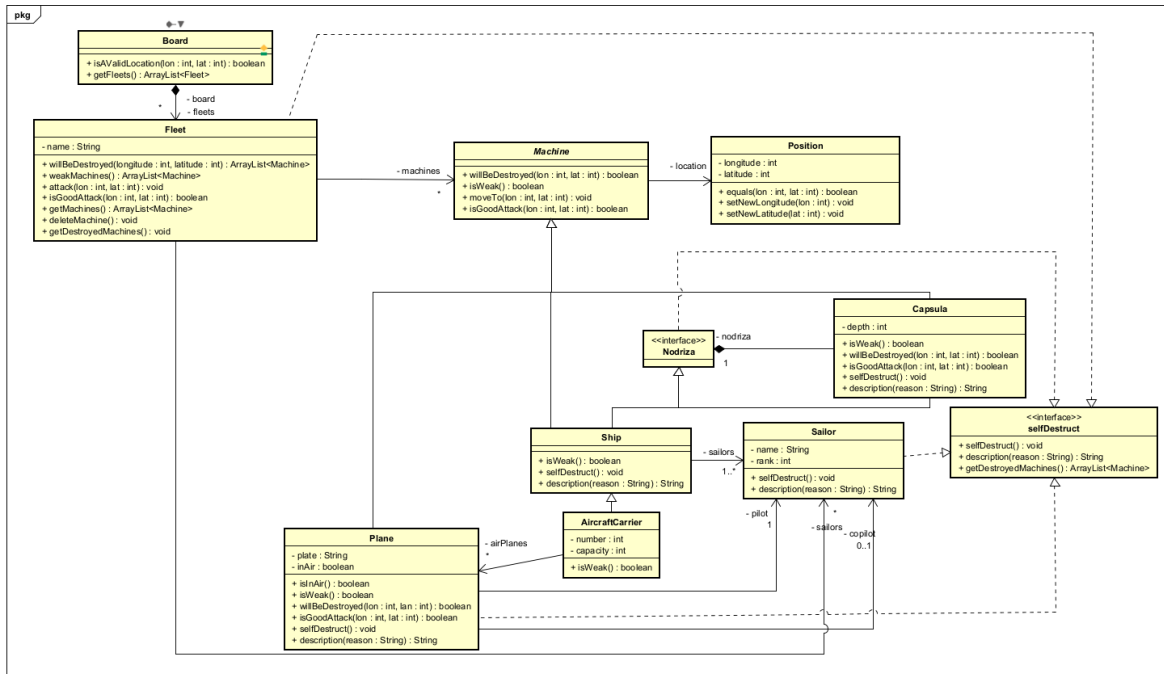 pkg
Board
+ isAValidLocation(lon : int, lat : int) : boolean
+ getFleets() : ArrayList<Fleet>
*
- board
- fleets
Fleet
- name : String
+ willBeDestroyed(longitude : int, latitude : int) : ArrayList<Machine>
+ weakMachines() : ArrayList<Machine>
+ attack(lon : int, lat : int) : void
+ isGoodAttack(lon : int, lat : int) : boolean
+ getMachines() : ArrayList<Machine>
+ deleteMachine() : void
+ getDestroyedMachines() : void
- machines
*
Machine
+ willBeDestroyed(lon : int, lat : int) : boolean
+ isWeak() : boolean
+ moveTo(lon : int, lat : int) : void
+ isGoodAttack(lon : int, lat : int) : boolean
- location
Position
- longitude : int
- latitude : int
+ equals(lon : int, lat : int) : boolean
+ setNewLongitude(lon : int) : void
+ setNewLatitude(lat : int) : void
<<interface>>
Nodriza
- nodriza
1
Capsula
- depth : int
+ isWeak() : boolean
+ willBeDestroyed(lon : int, lat : int) : boolean
+ isGoodAttack(lon : int, lat : int) : boolean
+ selfDestruct() : void
+ description(reason : String) : String
<<interface>>
selfDestruct
+ selfDestruct() : void
+ description(reason : String) : String
+ getDestroyedMachines() : ArrayList<Machine>
Ship
+ isWeak() : boolean
+ selfDestruct() : void
+ description(reason : String) : String
- sailors
1..*
Sailor
- name : String
- rank : int
+ selfDestruct() : void
+ description(reason : String) : String
- pilot
1
*
- sailors
- copilot
0..1
AircraftCarrier
- number : int
- capacity : int
+ isWeak() : boolean
- airPlanes
*
Plane
- plate : String
- inAir : boolean
+ isInAir() : boolean
+ isWeak() : boolean
+ willBeDestroyed(lon : int, lan : int) : boolean
+ isGoodAttack(lon : int, lat : int) : boolean
+ selfDestruct() : void
+ description(reason : String) : String